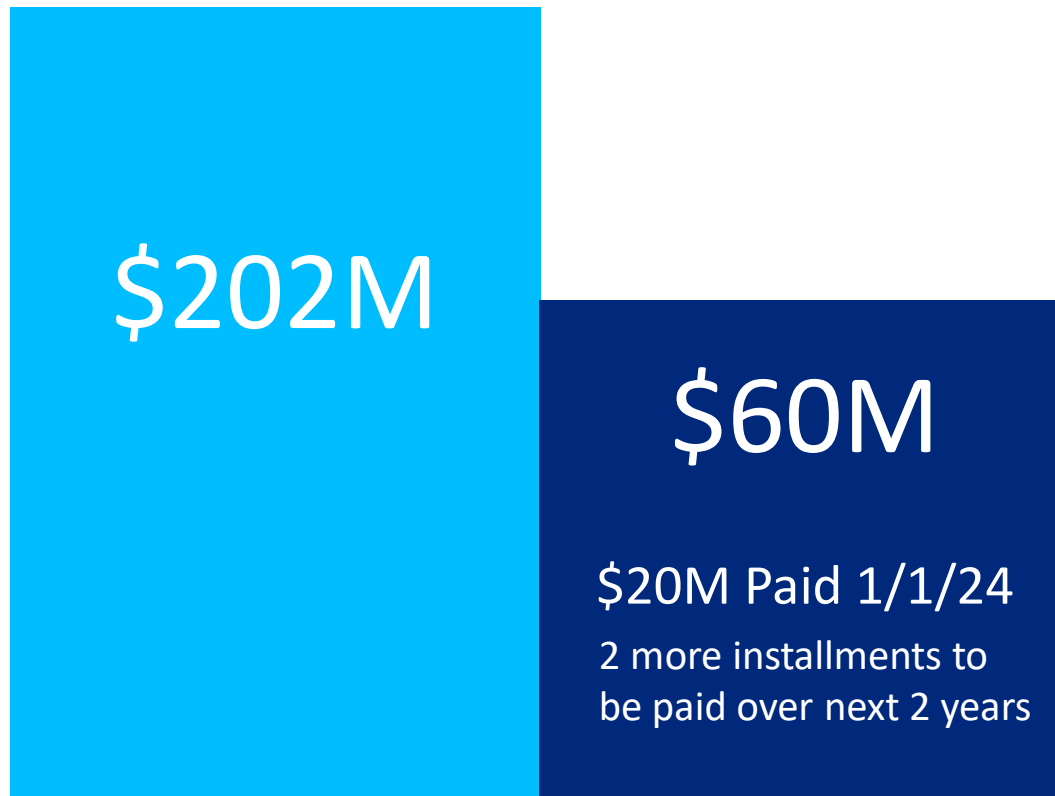 $202M
$60M
$20M Paid 1/1/24
2 more installments to
be paid over next 2 years